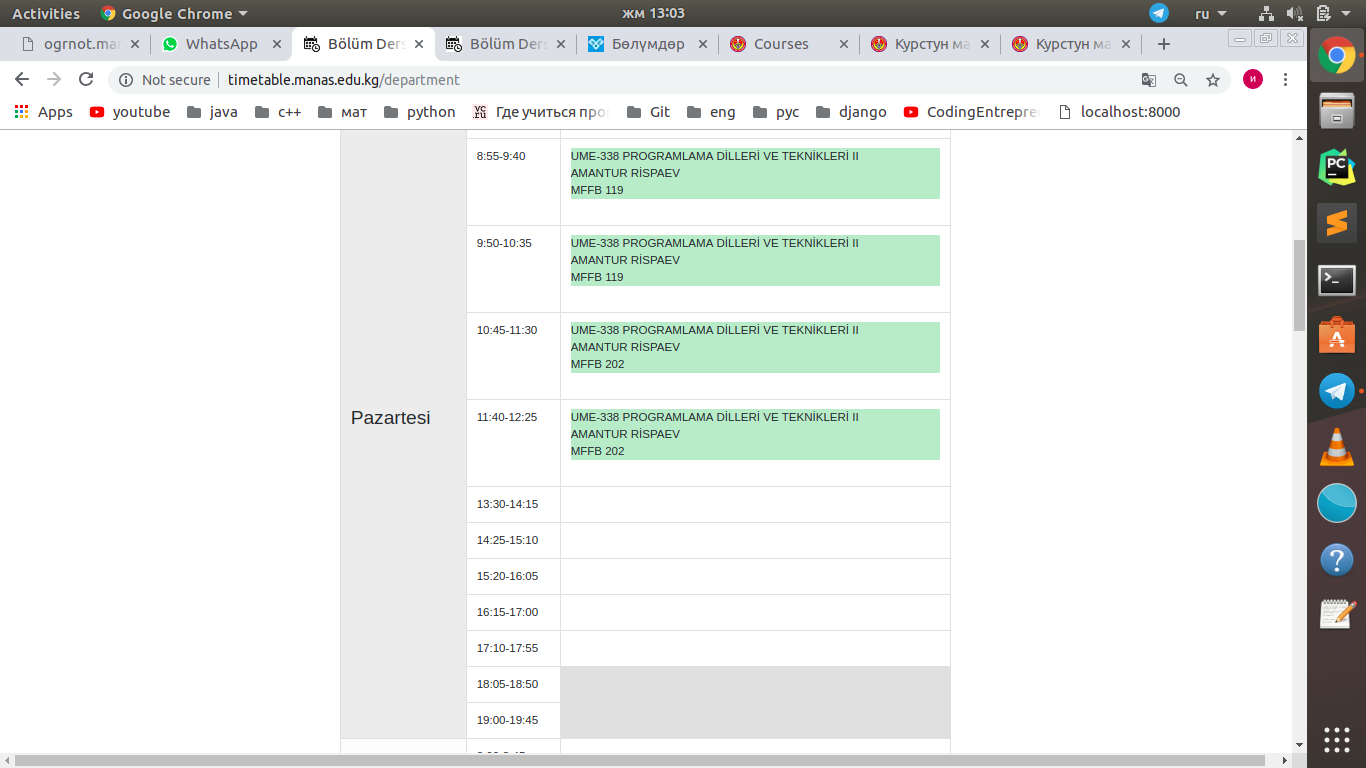 Activities
Google Chrome
жм 13:03
ru
ogrnot.ma
WhatsApp
Bölüm Ders
Bölüm Ders
Бөлүмдөр
Courses
Курстун ма
Курстун ма
Not secure
timetable.manas.edu.kg/department
и
Apps
youtube
java
c++
мат
python
Где учиться про
Git
eng
рус
django
CodingEntrepre
localhost:8000
Pazartesi
8:55-9:40
UME-338 PROGRAMLAMA DİLLERİ VE TEKNİKLERİ II
AMANTUR RİSPAEV
MFFB 119
9:50-10:35
UME-338 PROGRAMLAMA DİLLERİ VE TEKNİKLERİ II
AMANTUR RİSPAEV
MFFB 119
10:45-11:30
UME-338 PROGRAMLAMA DİLLERİ VE TEKNİKLERİ II
AMANTUR RİSPAEV
MFFB 202
11:40-12:25
UME-338 PROGRAMLAMA DİLLERİ VE TEKNİKLERİ II
AMANTUR RİSPAEV
MFFB 202
13:30-14:15
14:25-15:10
15:20-16:05
16:15-17:00
17:10-17:55
18:05-18:50
19:00-19:45
PC